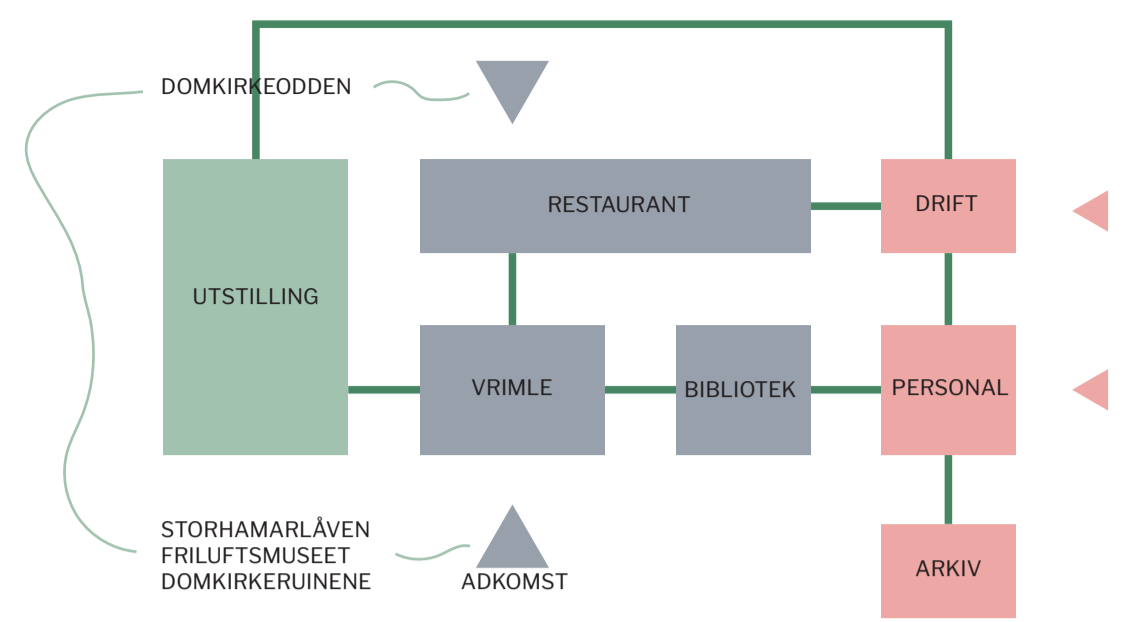 DOMKIRKEODDEN
RESTAURANT
DRIFT
UTSTILLING
VRIMLE
BIBLIOTEK
PERSONAL
STORHAMARLÅVEN
FRILUFTSMUSEET
DOMKIRKERUINENE
ADKOMST
ARKIV